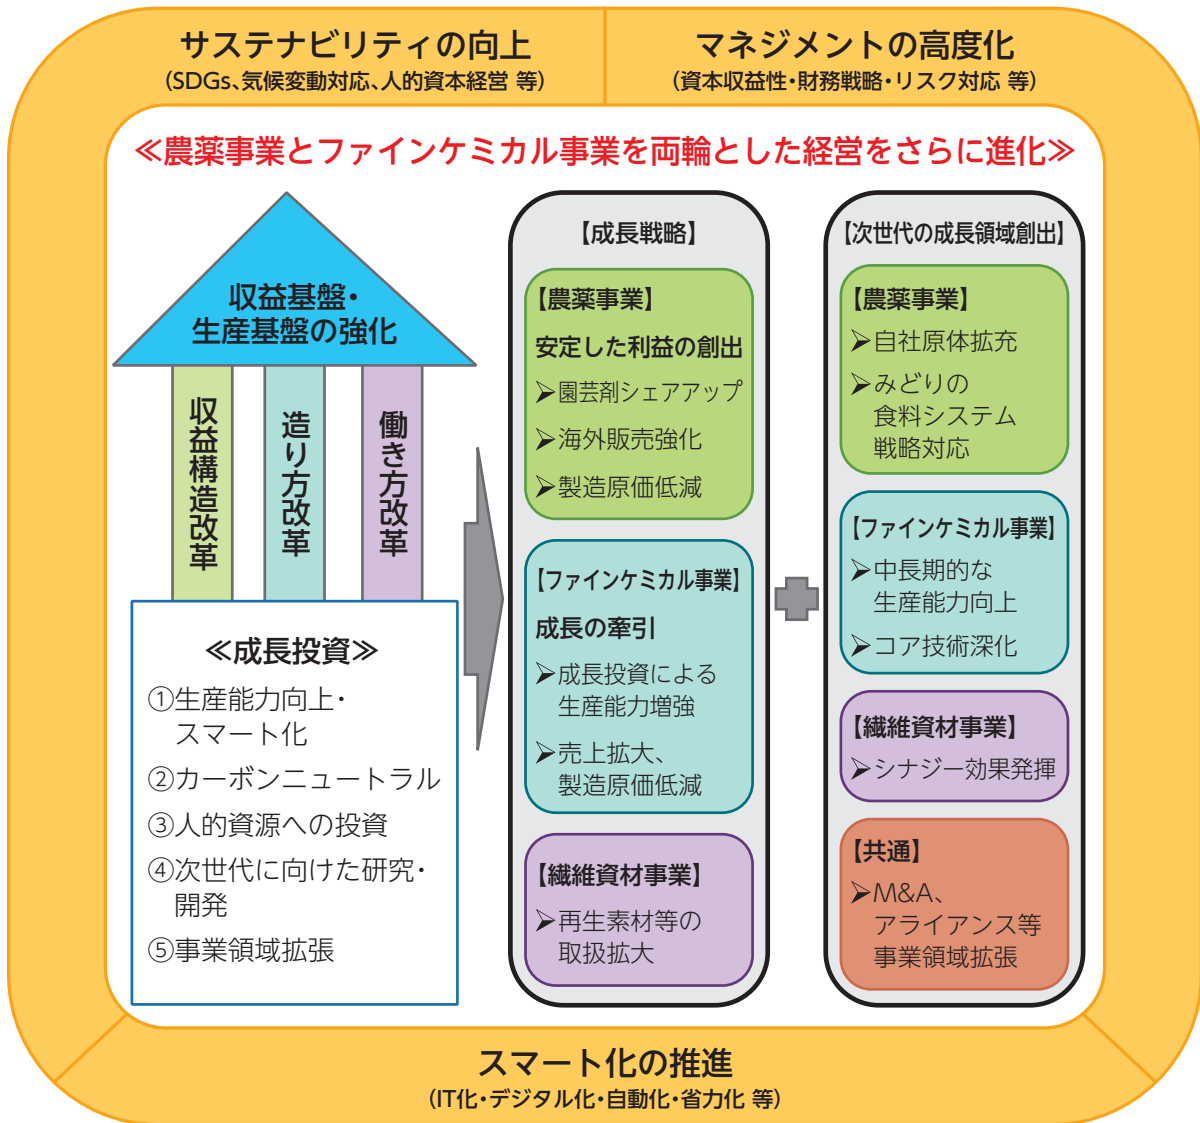 サステナビリティの向上
(SDGs、気候変動対応、人的資本経営 等)
マネジメントの高度化
(資本収益性・財務戦略・リスク対応 等)
≪農薬事業とファインケミカル事業を両輪とした経営をさらに進化≫
収益基盤・
生産基盤の強化
収益構造改革
造り方改革
働き方改革
≪成長投資≫
①生産能力向上・
スマート化
②カーボンニュートラル
③人的資源への投資
④次世代に向けた研究・
開発
⑤事業領域拡張
【成長戦略】
【農薬事業】
安定した利益の創出
➢園芸剤シェアアップ
➢海外販売強化
➢製造原価低減
【ファインケミカル事業】
成長の牽引
➢成長投資による
生産能力増強
➢売上拡大、
製造原価低減
【繊維資材事業】
➢再生素材等の
取扱拡大
【次世代の成長領域創出】
【農薬事業】
➢自社原体拡充
➢みどりの
食料システム
戦略対応
【ファインケミカル事業】
➢中長期的な
生産能力向上
➢コア技術深化
【繊維資材事業】
➢シナジー効果発揮
【共通】
➢M&A、
アライアンス等
事業領域拡張
スマート化の推進
(IT化・デジタル化・自動化・省力化 等)